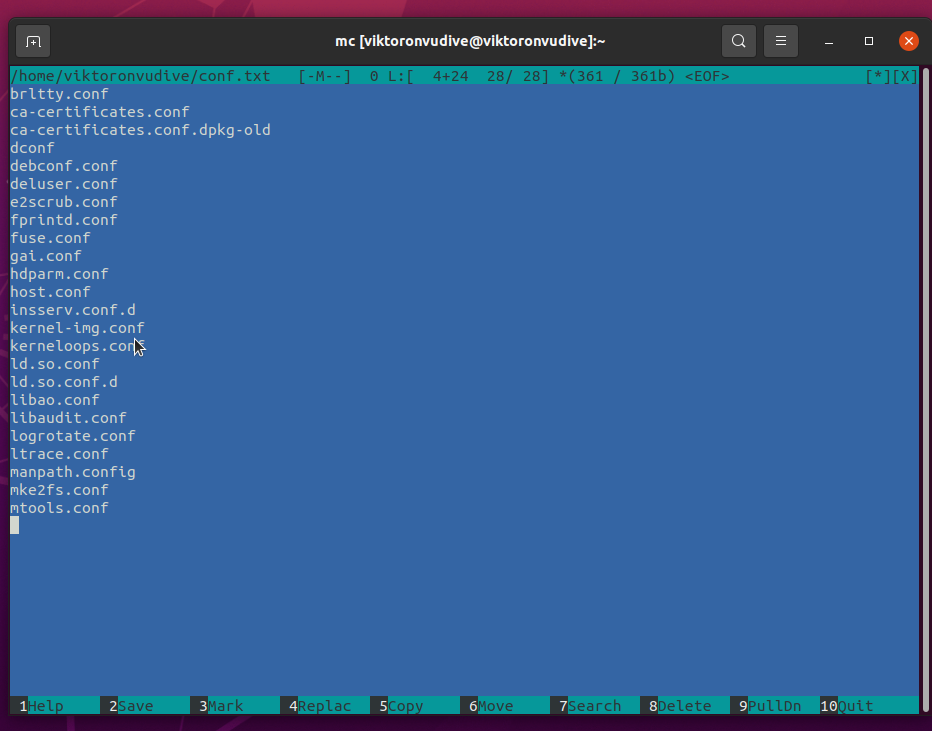 mc [viktoronvudive@viktoronvudive]:~
/home/viktoronvudive/conf.txt [-M--] 0 L:[ 4+24 28/ 28] *(361 / 361b) <EOF> [*][X]
brltty.conf
ca-certificates.conf
ca-certificates.conf.dpkg-old
dconf
debconf.conf
deluser.conf
e2scrub.conf
fprintd.conf
fuse.conf
gai.conf
hdparm.conf
host.conf
insserv.conf.d
kernel-img.conf
kerneloops.conf
ld.so.conf
ld.so.conf.d
libao.conf
libaudit.conf
logrotate.conf
ltrace.conf
manpath.config
mke2fs.conf
mtools.conf
1Help 2Save 3Mark 4Replac 5Copy 6Move 7Search 8Delete 9PullDn 10Quit